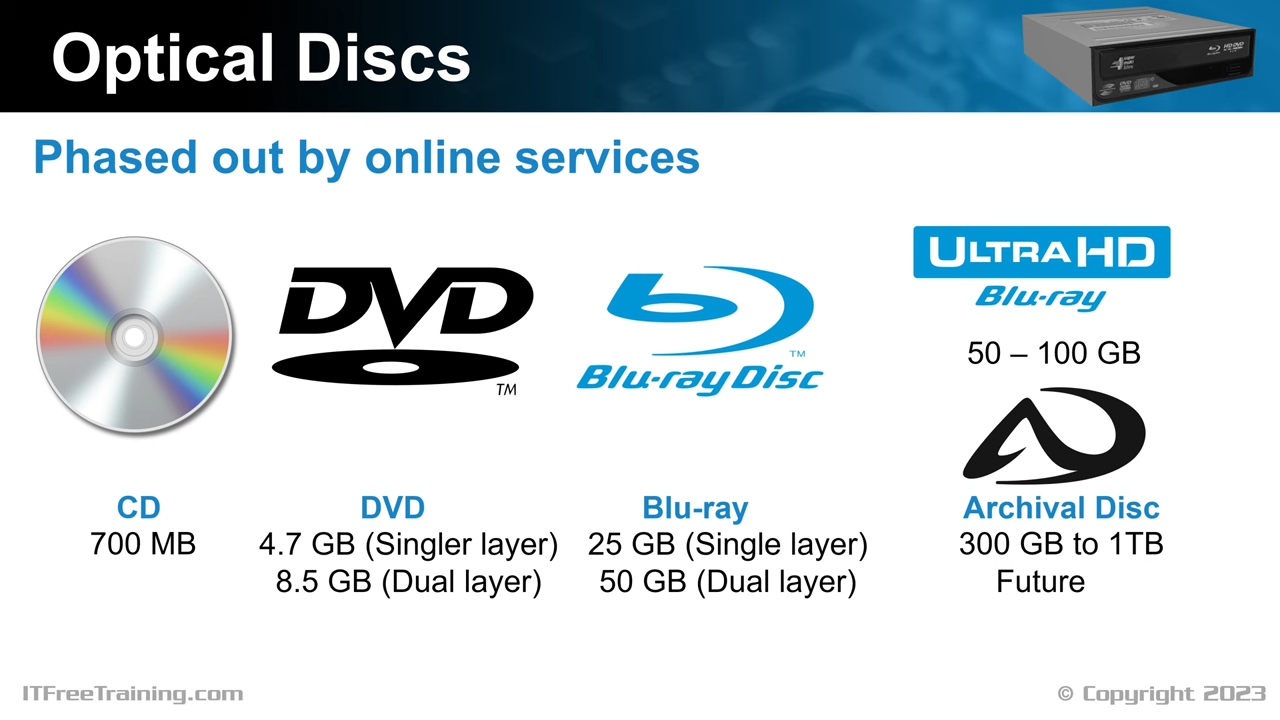 Optical Discs
Phased out by online services
DVD
TM
Blu-ray Disc
TM
ULTRA HD
Blu-ray
50 – 100 GB
CD
700 MB
DVD
4.7 GB (Singler layer)
8.5 GB (Dual layer)
Blu-ray
25 GB (Single layer)
50 GB (Dual layer)
Archival Disc
300 GB to 1TB
Future
ITFreeTraining.com
© Copyright 2023